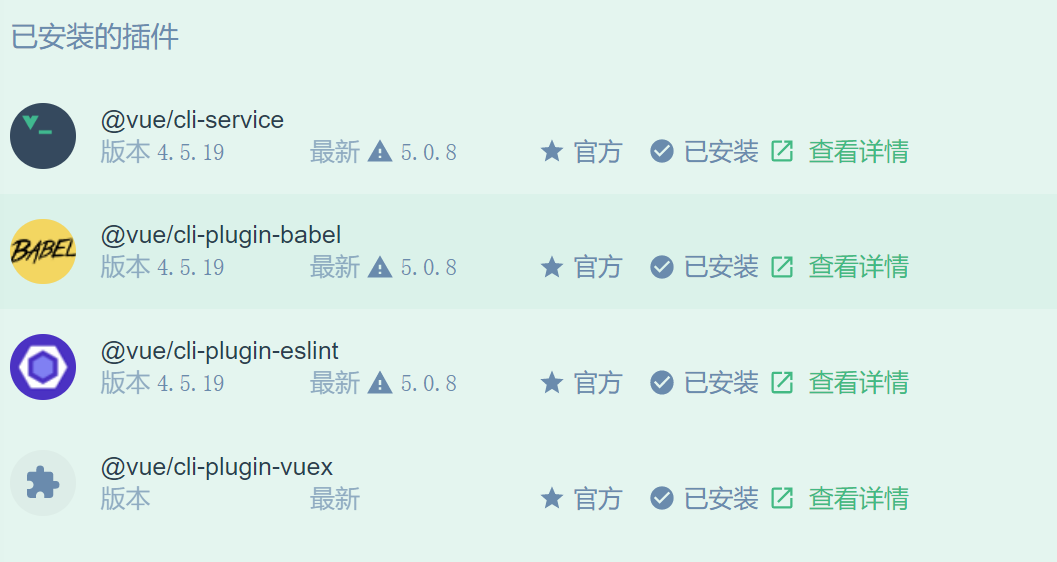 已安装的插件
@vue/cli-service
版本 4.5.19 最新 5.0.8 官方 已安装 查看详情
BABEL
@vue/cli-plugin-babel
版本 4.5.19 最新 5.0.8 官方 已安装 查看详情
@vue/cli-plugin-eslint
版本 4.5.19 最新 5.0.8 官方 已安装 查看详情
@vue/cli-plugin-vuex
版本 最新 官方 已安装 查看详情